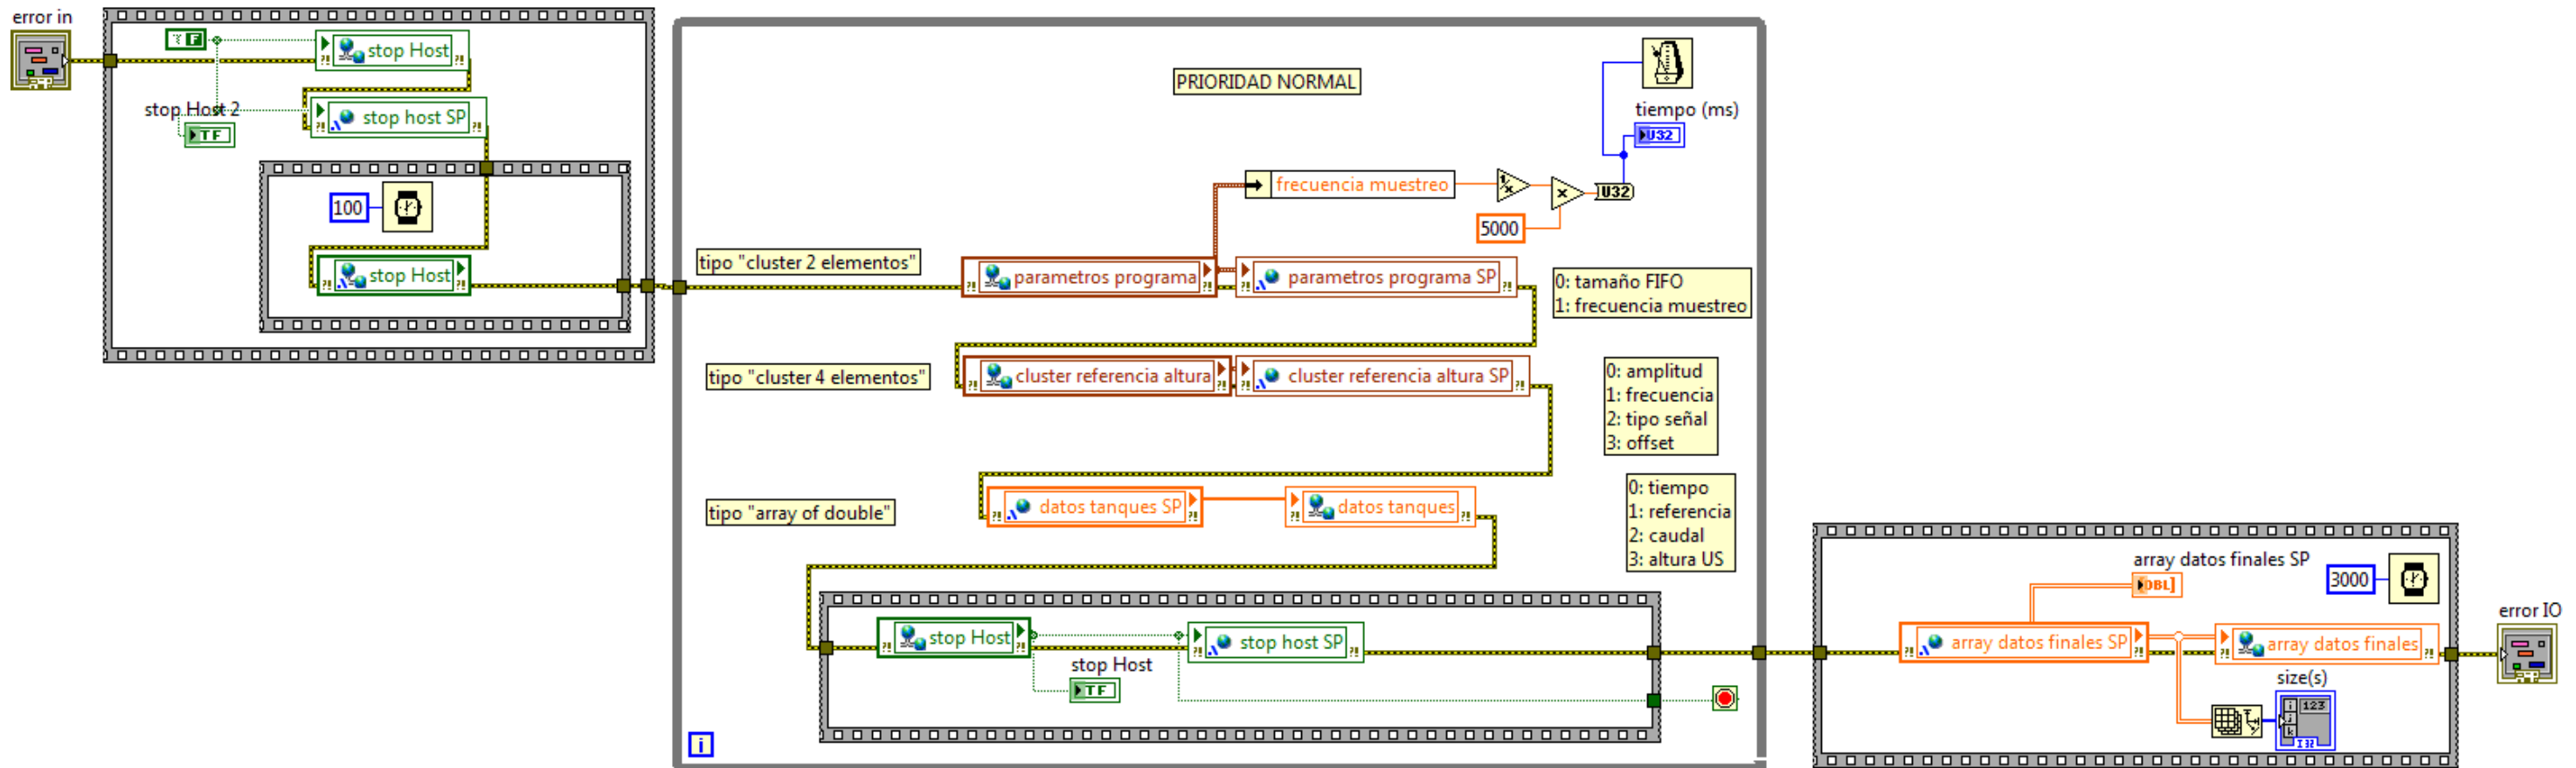 error in
F
stop Host
stop Host 2
TF
stop host SP
100
stop Host
PRIORIDAD NORMAL
tiempo (ms)
U32
frecuencia muestreo
1/x
x
U32
5000
tipo "cluster 2 elementos"
parametros programa
parametros programa SP
0: tamaño FIFO
1: frecuencia muestreo
tipo "cluster 4 elementos"
cluster referencia altura
cluster referencia altura SP
0: amplitud
1: frecuencia
2: tipo señal
3: offset
tipo "array of double"
datos tanques SP
datos tanques
0: tiempo
1: referencia
2: caudal
3: altura US
stop Host
stop host SP
stop Host
TF
i
array datos finales SP
DBL]
3000
array datos finales SP
array datos finales
size(s)
i
j
k
123
I32
error IO